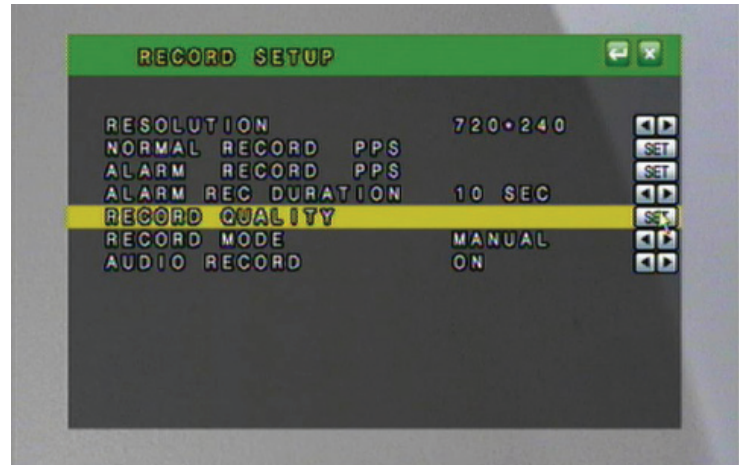 RECORD SETUP
RESOLUTION 720*240
NORMAL RECORD PPS SET
ALARM RECORD PPS SET
ALARM REC DURATION 10 SEC
RECORD QUALITY SET
RECORD MODE MANUAL
AUDIO RECORD ON